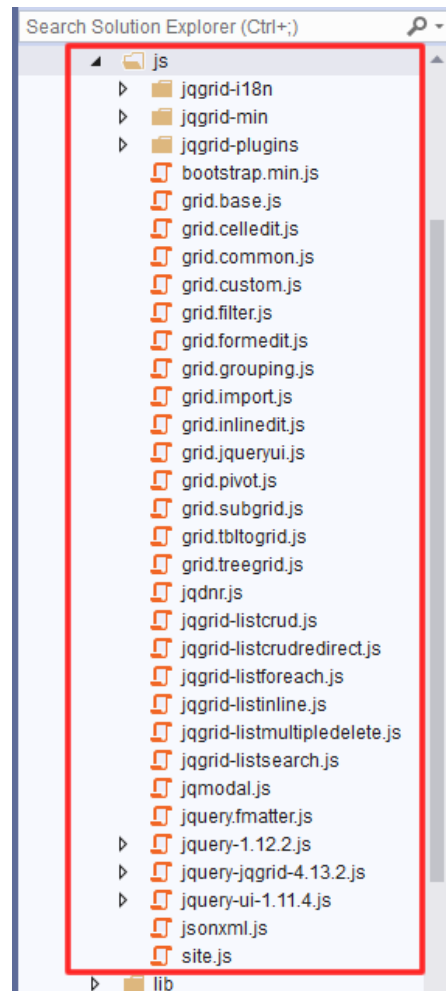 Search Solution Explorer (Ctrl+;)
js
jqgrid-i18n
jqgrid-min
jqgrid-plugins
bootstrap.min.js
grid.base.js
grid.celledit.js
grid.common.js
grid.custom.js
grid.filter.js
grid.formedit.js
grid.grouping.js
grid.import.js
grid.inlinedit.js
grid.jqueryui.js
grid.pivot.js
grid.subgrid.js
grid.tbltogrid.js
grid.treegrid.js
jqdnr.js
jqgrid-listcrud.js
jqgrid-listcrudredirect.js
jqgrid-listforeach.js
jqgrid-listinline.js
jqgrid-listmultipledelete.js
jqgrid-listsearch.js
jqmodal.js
jquery.fmatter.js
jquery-1.12.2.js
jquery-jqgrid-4.13.2.js
jquery-ui-1.11.4.js
jsonxml.js
site.js
lib